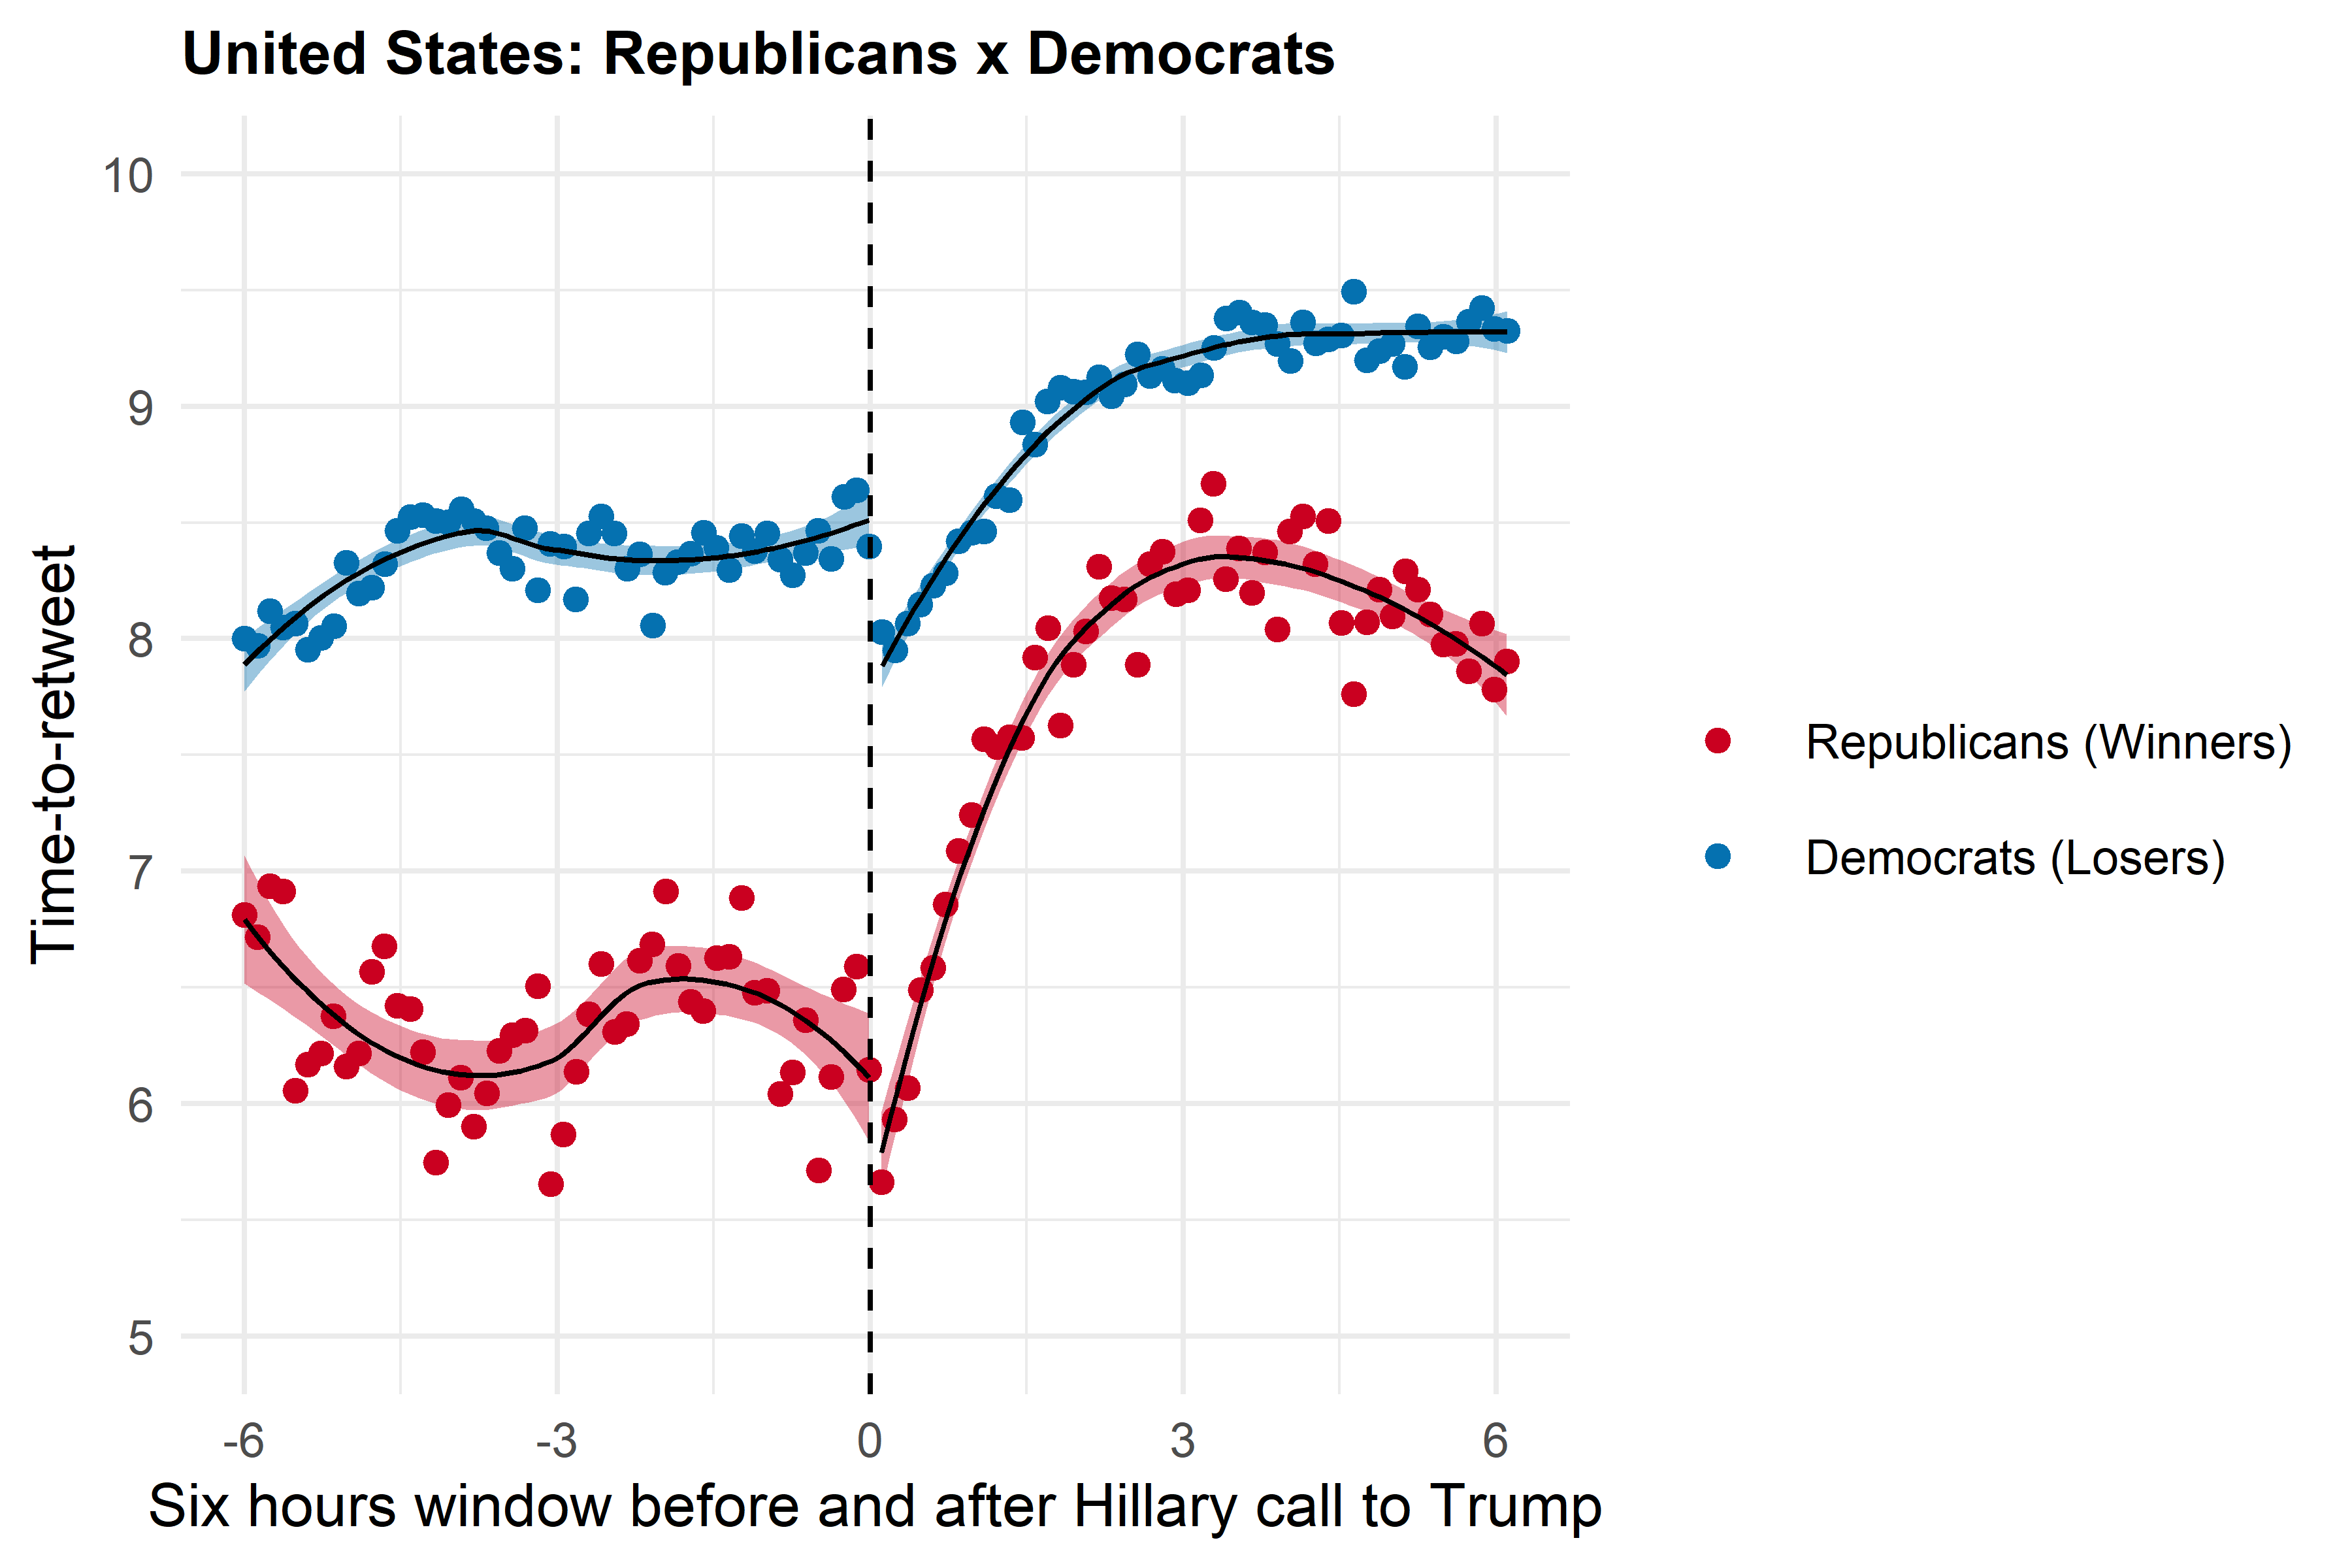 United States: Republicans x Democrats
Time-to-retweet
10
9
8
7
6
5
-6 -3 0 3 6
Six hours window before and after Hillary call to Trump
Republicans (Winners)
Democrats (Losers)